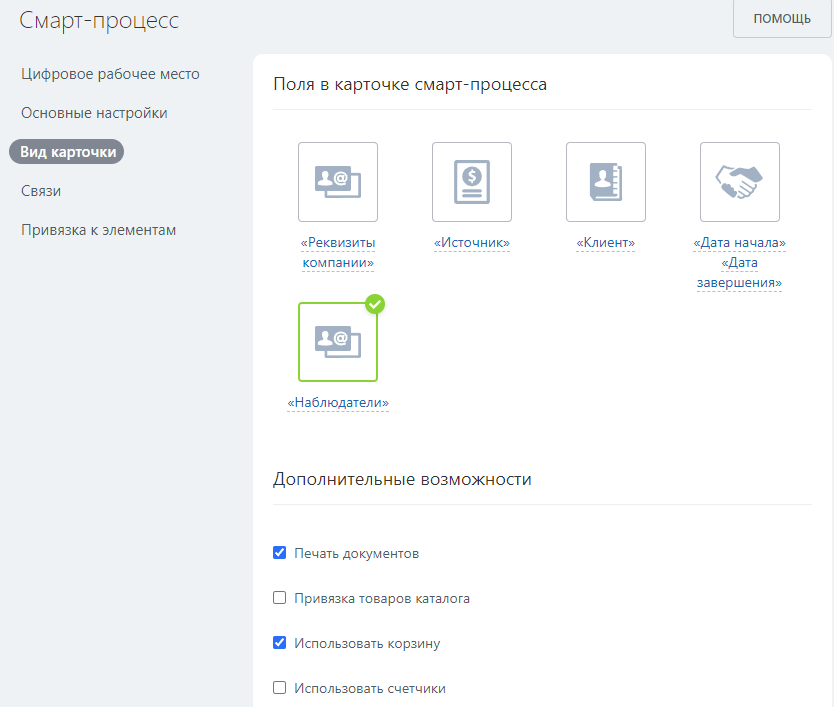 Смарт-процесс
ПОМОЩЬ
Цифровое рабочее место
Основные настройки
Вид карточки
Связи
Привязка к элементам
Поля в карточке смарт-процесса
«Реквизиты
компании»
«Источник»
«Клиент»
«Дата начала»
«Дата
завершения»
«Наблюдатели»
Дополнительные возможности
Печать документов
Привязка товаров каталога
Использовать корзину
Использовать счетчики